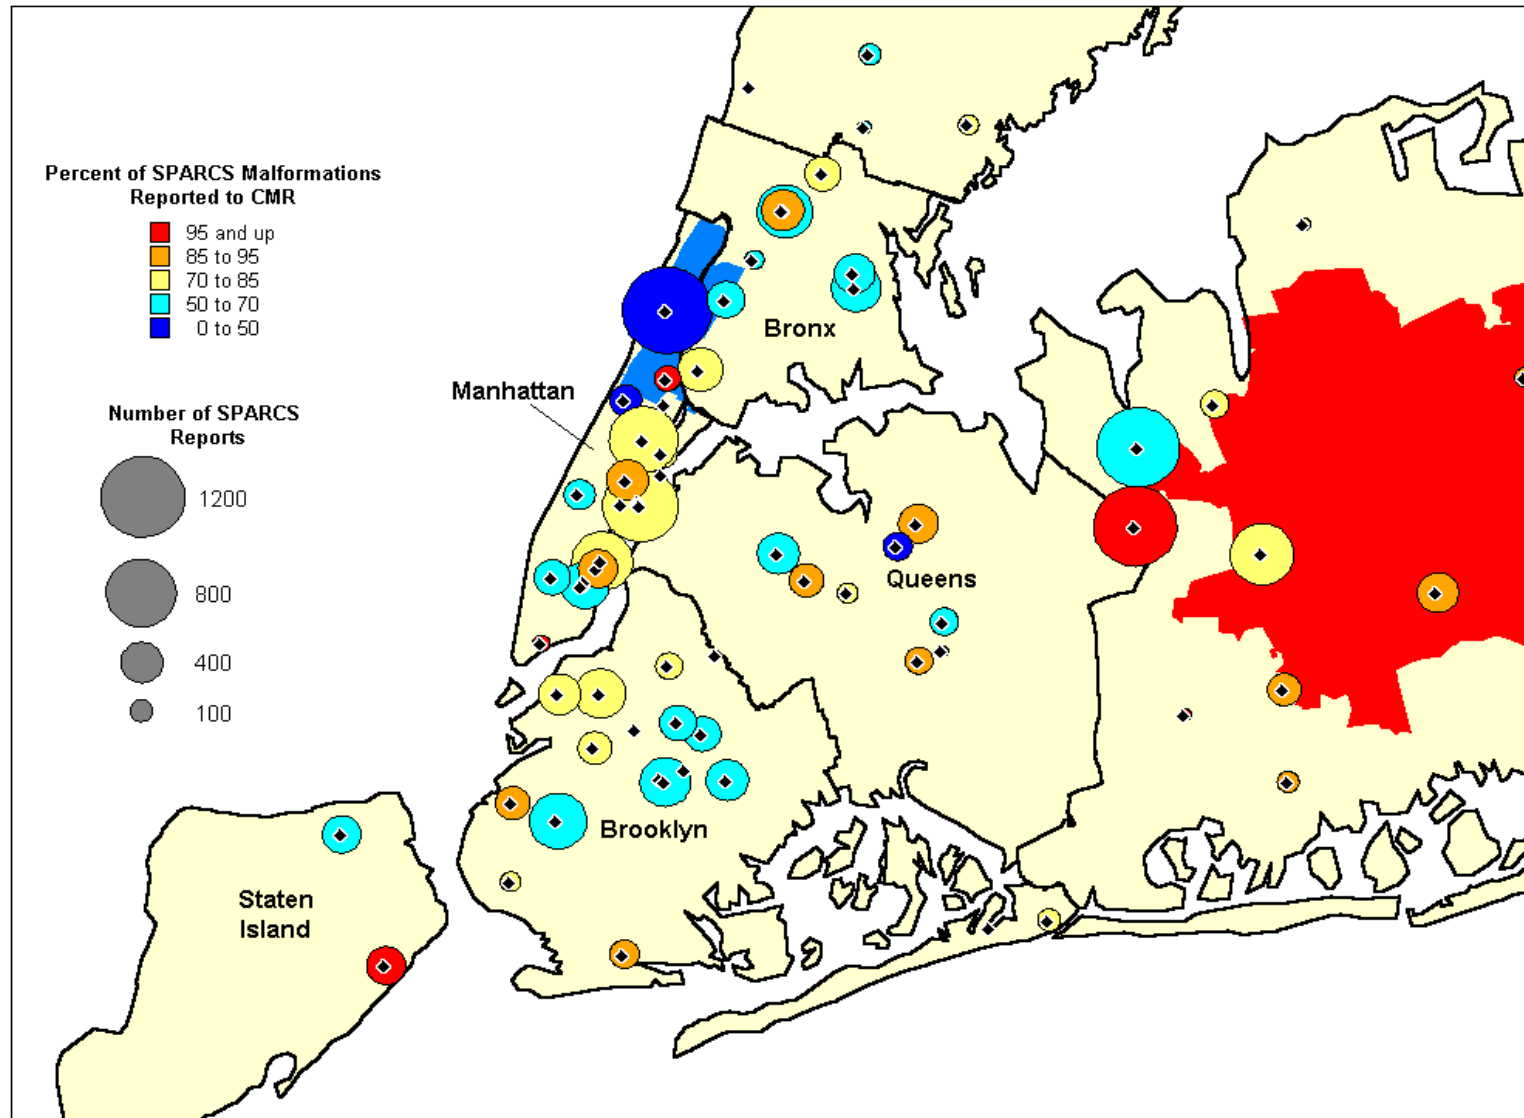 Percent of SPARCS Malformations
Reported to CMR
95 and up
85 to 95
70 to 85
50 to 70
0 to 50
Number of SPARCS
Reports
1200
800
400
100
Manhattan
Bronx
Queens
Brooklyn
Staten
Island